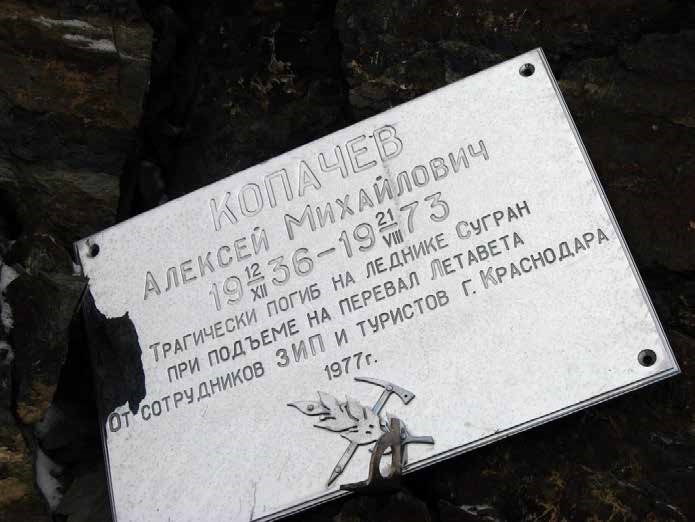 КОПАЧЕВ
АЛЕКСЕЙ МИХАЙЛОВИЧ
19 12/XII 36 – 19 21/VIII 73
ТРАГИЧЕСКИ ПОГИБ НА ЛЕДНИКЕ СУГРАН
ПРИ ПОДЪЕМЕ НА ПЕРЕВАЛ ЛЕТАВЕТА
ОТ СОТРУДНИКОВ ЗИП И ТУРИСТОВ Г. КРАСНОДАРА
1977г.